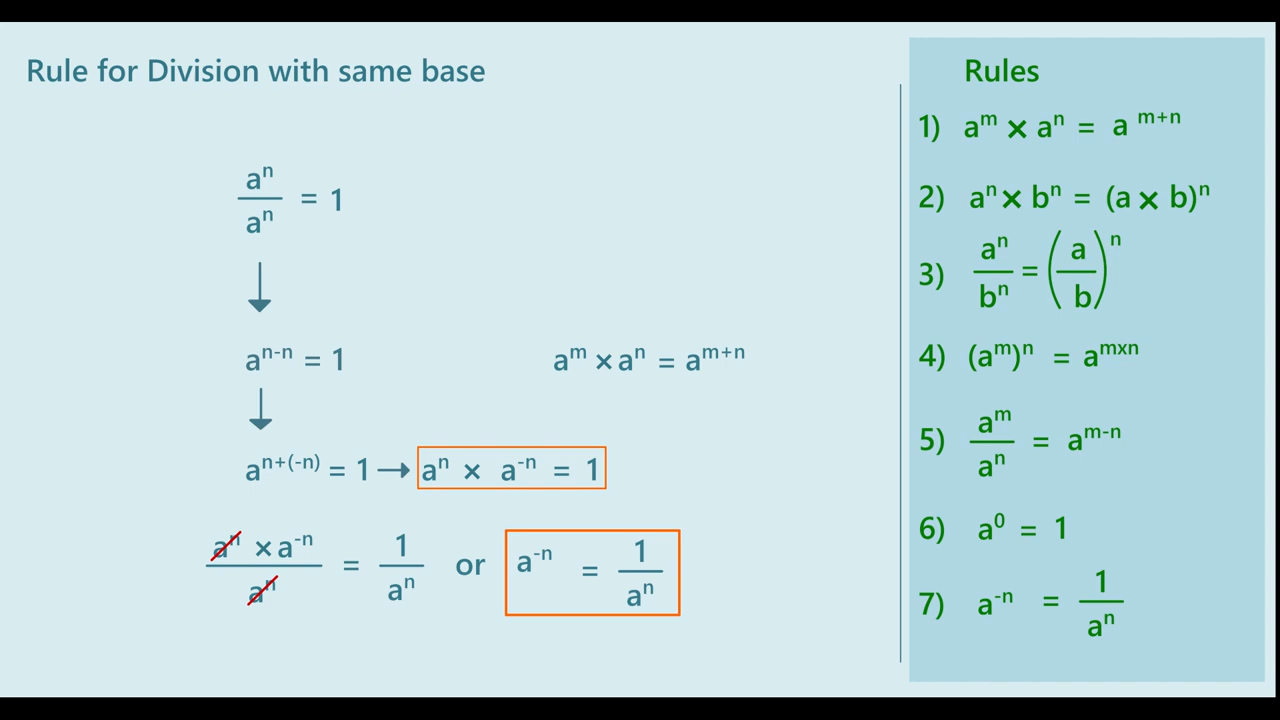 Rule for Division with same base
aⁿ/aⁿ = 1
aⁿ⁻ⁿ = 1
aᵐ × aⁿ = aᵐ⁺ⁿ
aⁿ⁺⁽⁻ⁿ⁾ = 1 → aⁿ × a⁻ⁿ = 1
aⁿ × a⁻ⁿ / aⁿ = 1/aⁿ or a⁻ⁿ = 1/aⁿ
Rules
1) aᵐ × aⁿ = a ᵐ⁺ⁿ
2) aⁿ × bⁿ = (a × b)ⁿ
3) aⁿ/bⁿ = (a/b)ⁿ
4) (aᵐ)ⁿ = aᵐˣⁿ
5) aᵐ/aⁿ = aᵐ⁻ⁿ
6) a⁰ = 1
7) a⁻ⁿ = 1/aⁿ